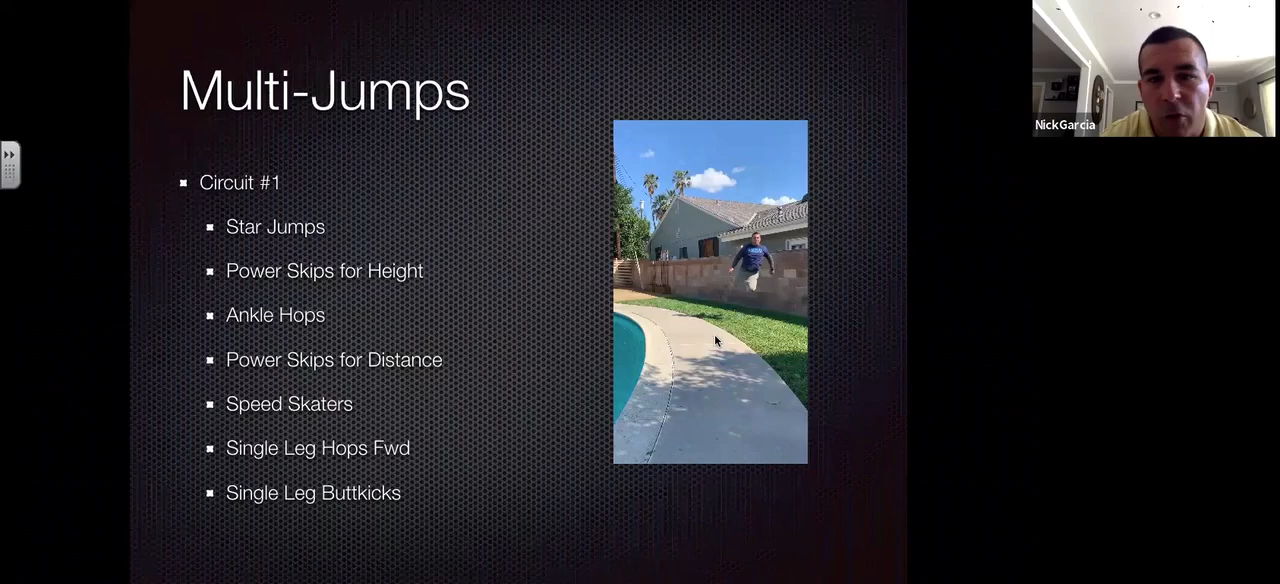 Multi-Jumps
Circuit #1
Star Jumps
Power Skips for Height
Ankle Hops
Power Skips for Distance
Speed Skaters
Single Leg Hops Fwd
Single Leg Buttkicks
NickGarcia